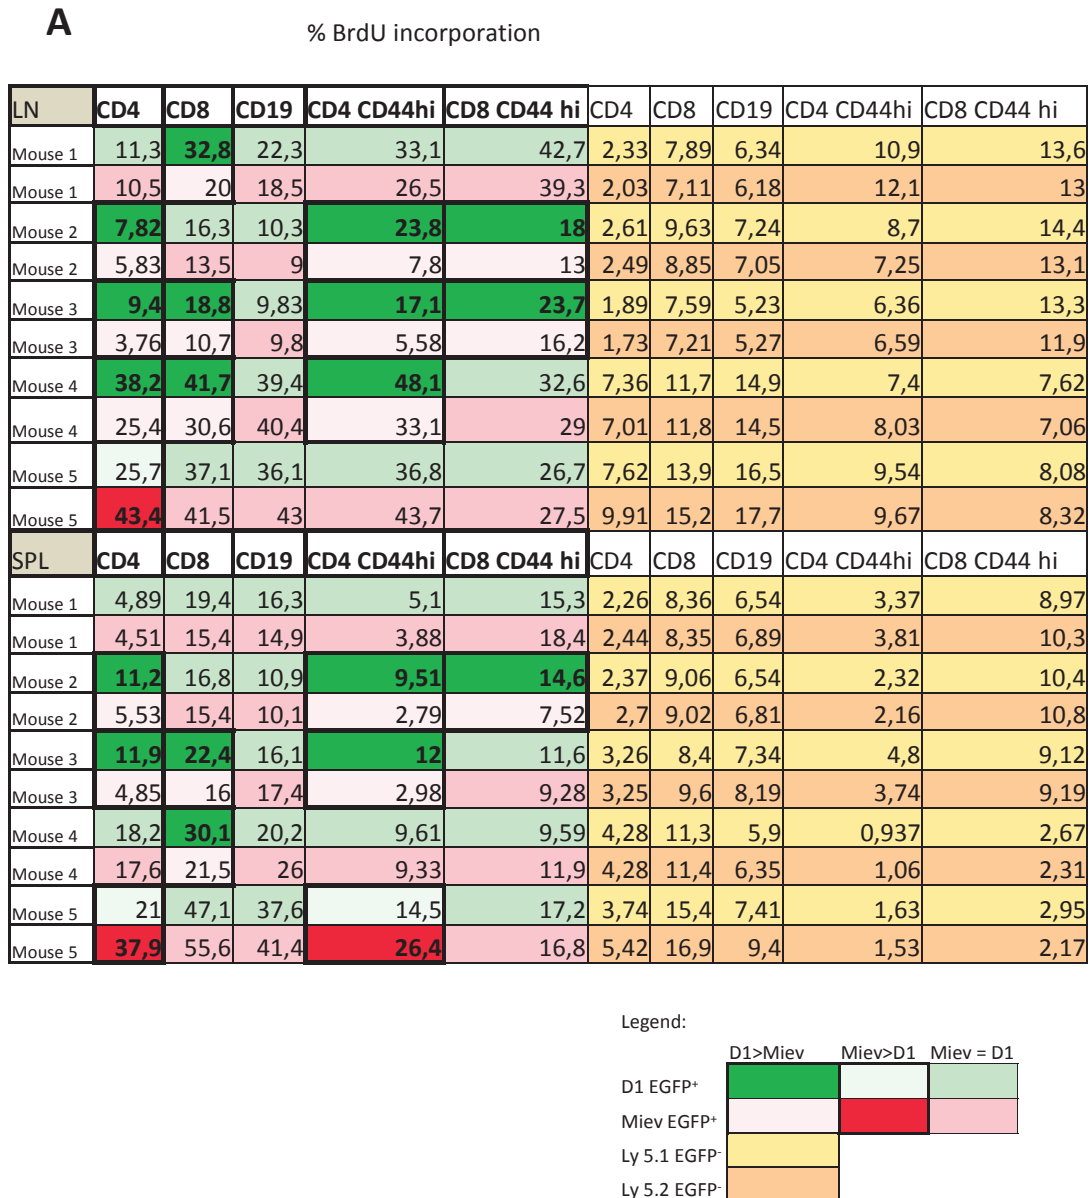 A
% BrdU incorporation
LN CD4 CD8 CD19 CD4 CD44hi CD8 CD44 hi CD4 CD8 CD19 CD4 CD44hi CD8 CD44 hi
Mouse 1 11,3 32,8 22,3 33,1 42,7 2,33 7,89 6,34 10,9 13,6
Mouse 1 10,5 20 18,5 26,5 39,3 2,03 7,11 6,18 12,1 13
Mouse 2 7,82 16,3 10,3 23,8 18 2,61 9,63 7,24 8,7 14,4
Mouse 2 5,83 13,5 9 7,8 13 2,49 8,85 7,05 7,25 13,1
Mouse 3 9,4 18,8 9,83 17,1 23,7 1,89 7,59 5,23 6,36 13,3
Mouse 3 3,76 10,7 9,8 5,58 16,2 1,73 7,21 5,27 6,59 11,9
Mouse 4 38,2 41,7 39,4 48,1 32,6 7,36 11,7 14,9 7,4 7,62
Mouse 4 25,4 30,6 40,4 33,1 29 7,01 11,8 14,5 8,03 7,06
Mouse 5 25,7 37,1 36,1 36,8 26,7 7,62 13,9 16,5 9,54 8,08
Mouse 5 43,4 41,5 43 43,7 27,5 9,91 15,2 17,7 9,67 8,32
SPL CD4 CD8 CD19 CD4 CD44hi CD8 CD44 hi CD4 CD8 CD19 CD4 CD44hi CD8 CD44 hi
Mouse 1 4,89 19,4 16,3 5,1 15,3 2,26 8,36 6,54 3,37 8,97
Mouse 1 4,51 15,4 14,9 3,88 18,4 2,44 8,35 6,89 3,81 10,3
Mouse 2 11,2 16,8 10,9 9,51 14,6 2,37 9,06 6,54 2,32 10,4
Mouse 2 5,53 15,4 10,1 2,79 7,52 2,7 9,02 6,81 2,16 10,8
Mouse 3 11,9 22,4 16,1 12 11,6 3,26 8,4 7,34 4,8 9,12
Mouse 3 4,85 16 17,4 2,98 9,28 3,25 9,6 8,19 3,74 9,19
Mouse 4 18,2 30,1 20,2 9,61 9,59 4,28 11,3 5,9 0,937 2,67
Mouse 4 17,6 21,5 26 9,33 11,9 4,28 11,4 6,35 1,06 2,31
Mouse 5 21 47,1 37,6 14,5 17,2 3,74 15,4 7,41 1,63 2,95
Mouse 5 37,9 55,6 41,4 26,4 16,8 5,42 16,9 9,4 1,53 2,17
Legend:
D1>Miev Miev>D1 Miev = D1
D1 EGFP⁺
Miev EGFP⁺
Ly 5.1 EGFP⁻
Ly 5.2 EGFP⁻